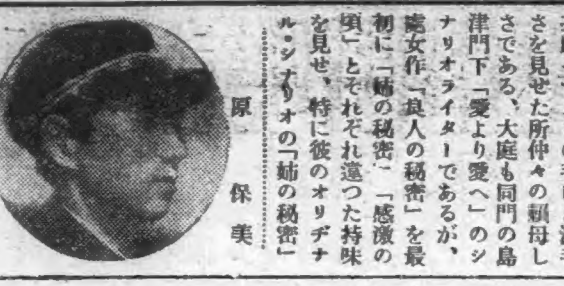 さを見せた所仲々の頼母し
さである、大庭も同門の島
津門下「愛より愛へ」のシ
ナリオライターであるが、
處女作「良人の秘密」を最
初に「姉の秘密」「感激の
頃」とそれぞれ違つた持味
を見せ、特に彼のオリヂナ
ル・シナリオの「姉の秘密」
原保美